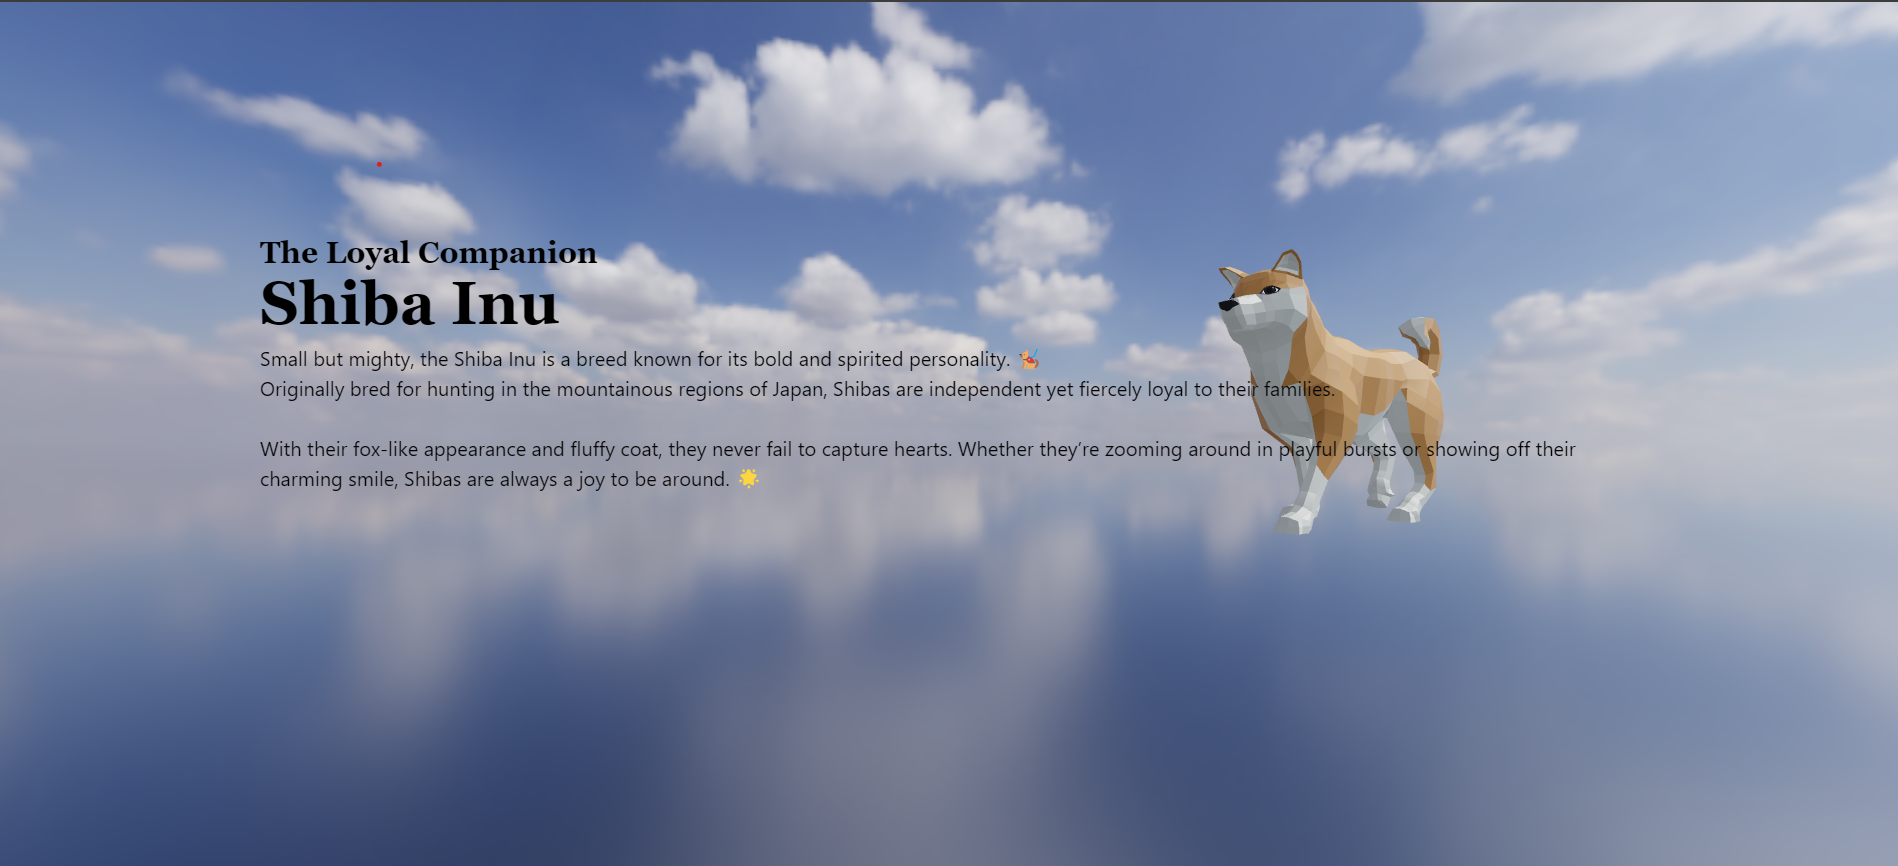 The Loyal Companion
Shiba Inu
Small but mighty, the Shiba Inu is a breed known for its bold and spirited personality. 🐕‍🦺
Originally bred for hunting in the mountainous regions of Japan, Shibas are independent yet fiercely loyal to their families.
With their fox-like appearance and fluffy coat, they never fail to capture hearts. Whether they’re zooming around in playful bursts or showing off their
charming smile, Shibas are always a joy to be around. 🌟